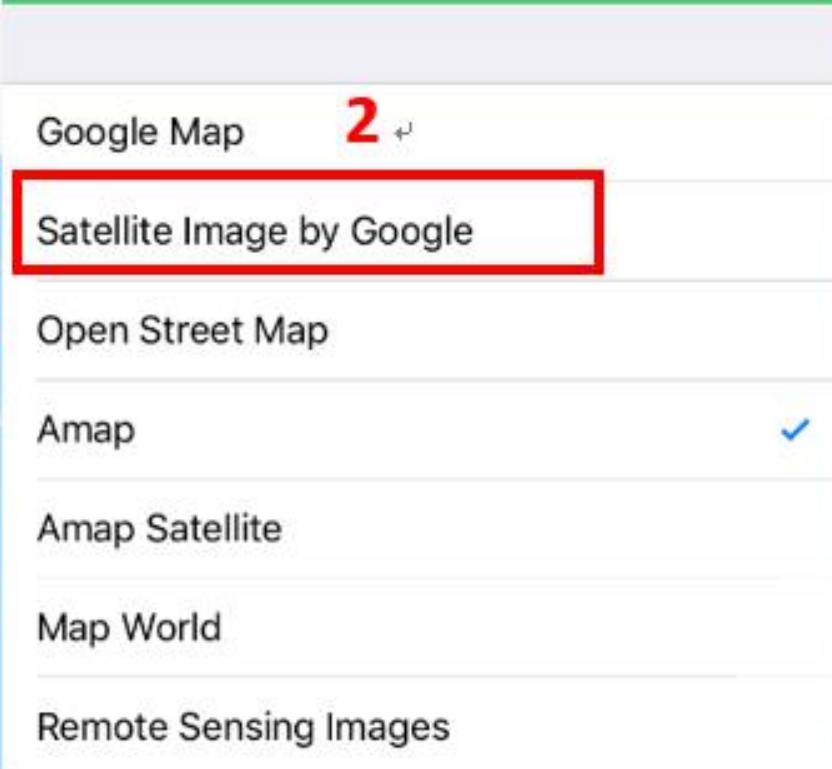 Google Map 2
Satellite Image by Google
Open Street Map
Amap
Amap Satellite
Map World
Remote Sensing Images